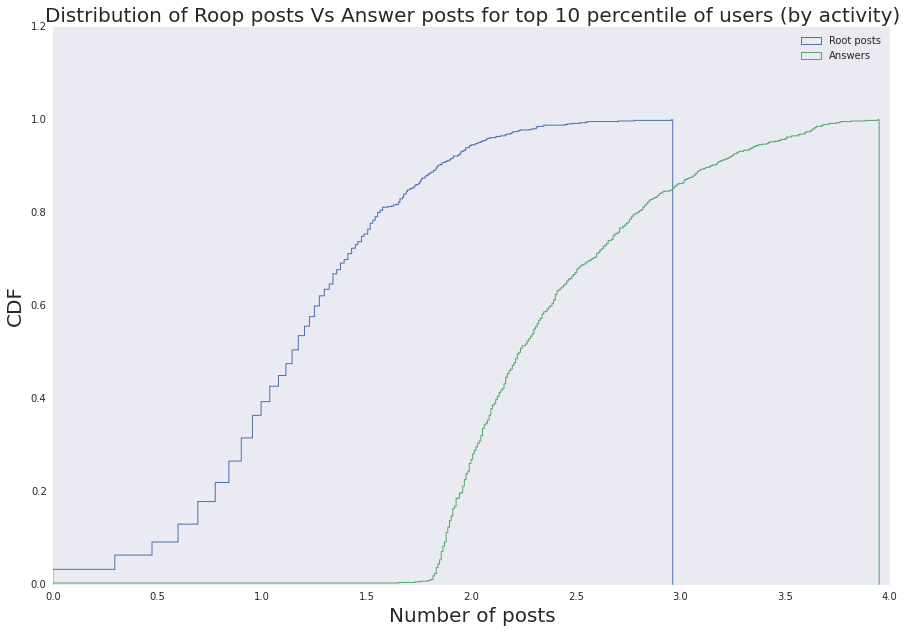 Distribution of Roop posts Vs Answer posts for top 10 percentile of users (by activity)
1.2
Root posts
Answers
1.0
0.8
0.6
0.4
0.2
0.0
CDF
0.0 0.5 1.0 1.5 2.0 2.5 3.0 3.5 4.0
Number of posts